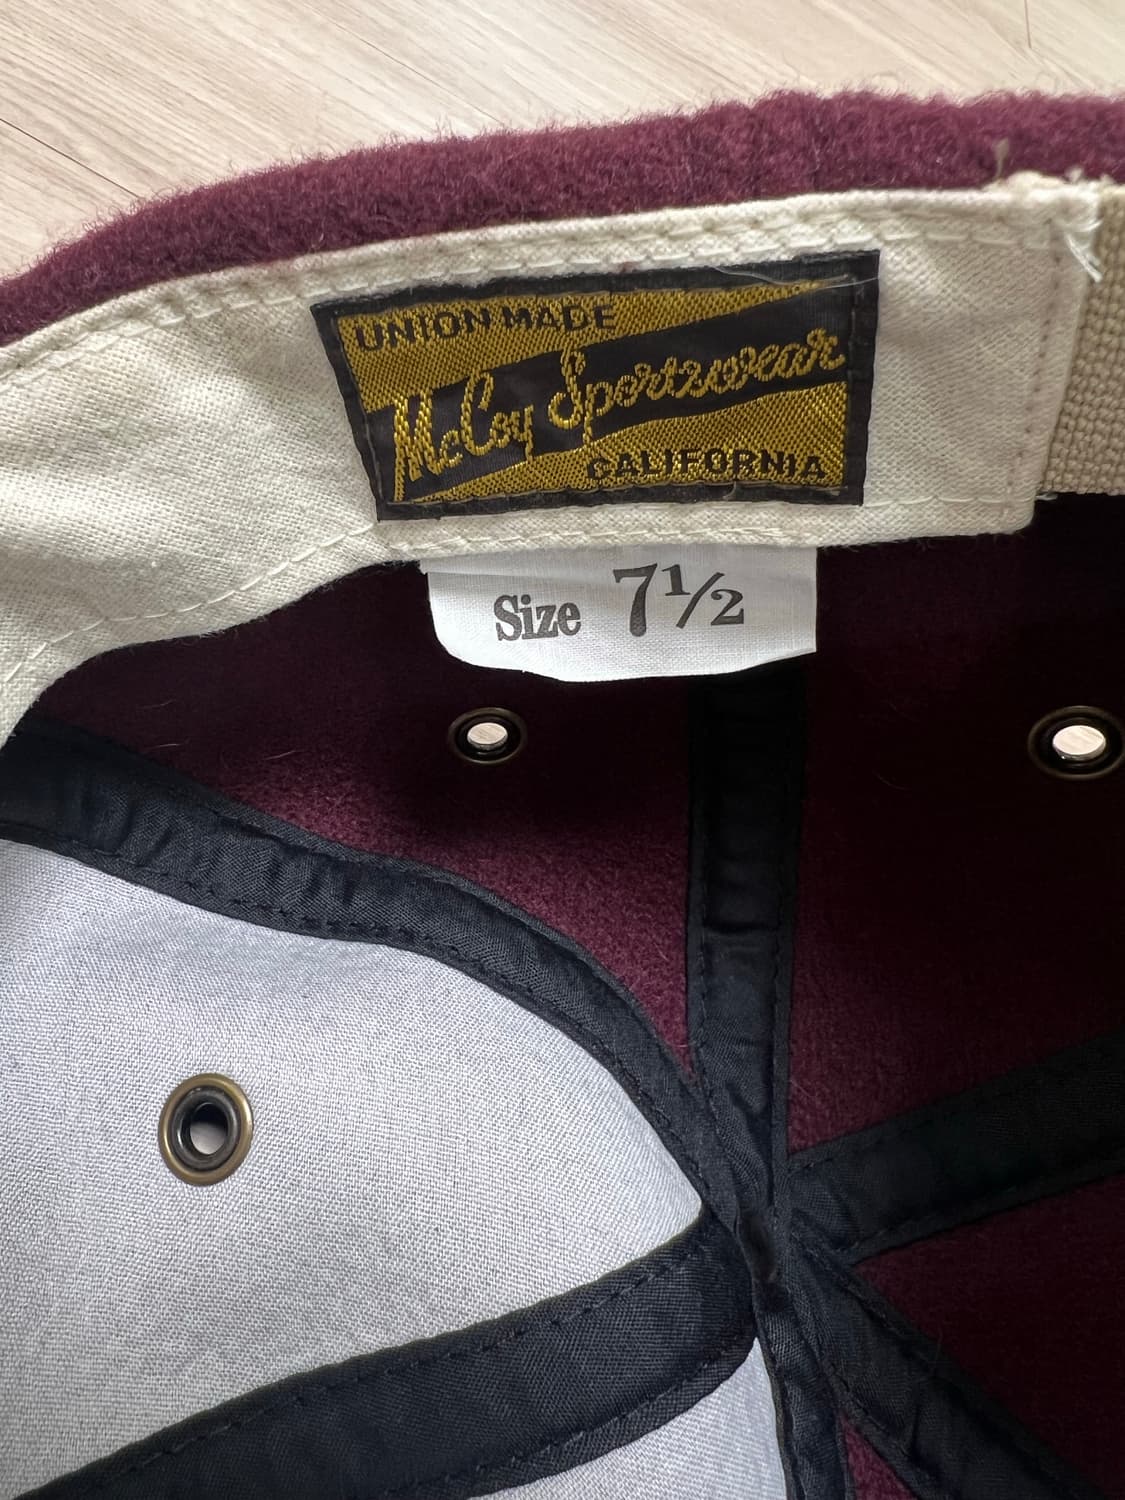 UNION MADE
McCoy Sportswear
CALIFORNIA
Size 7½